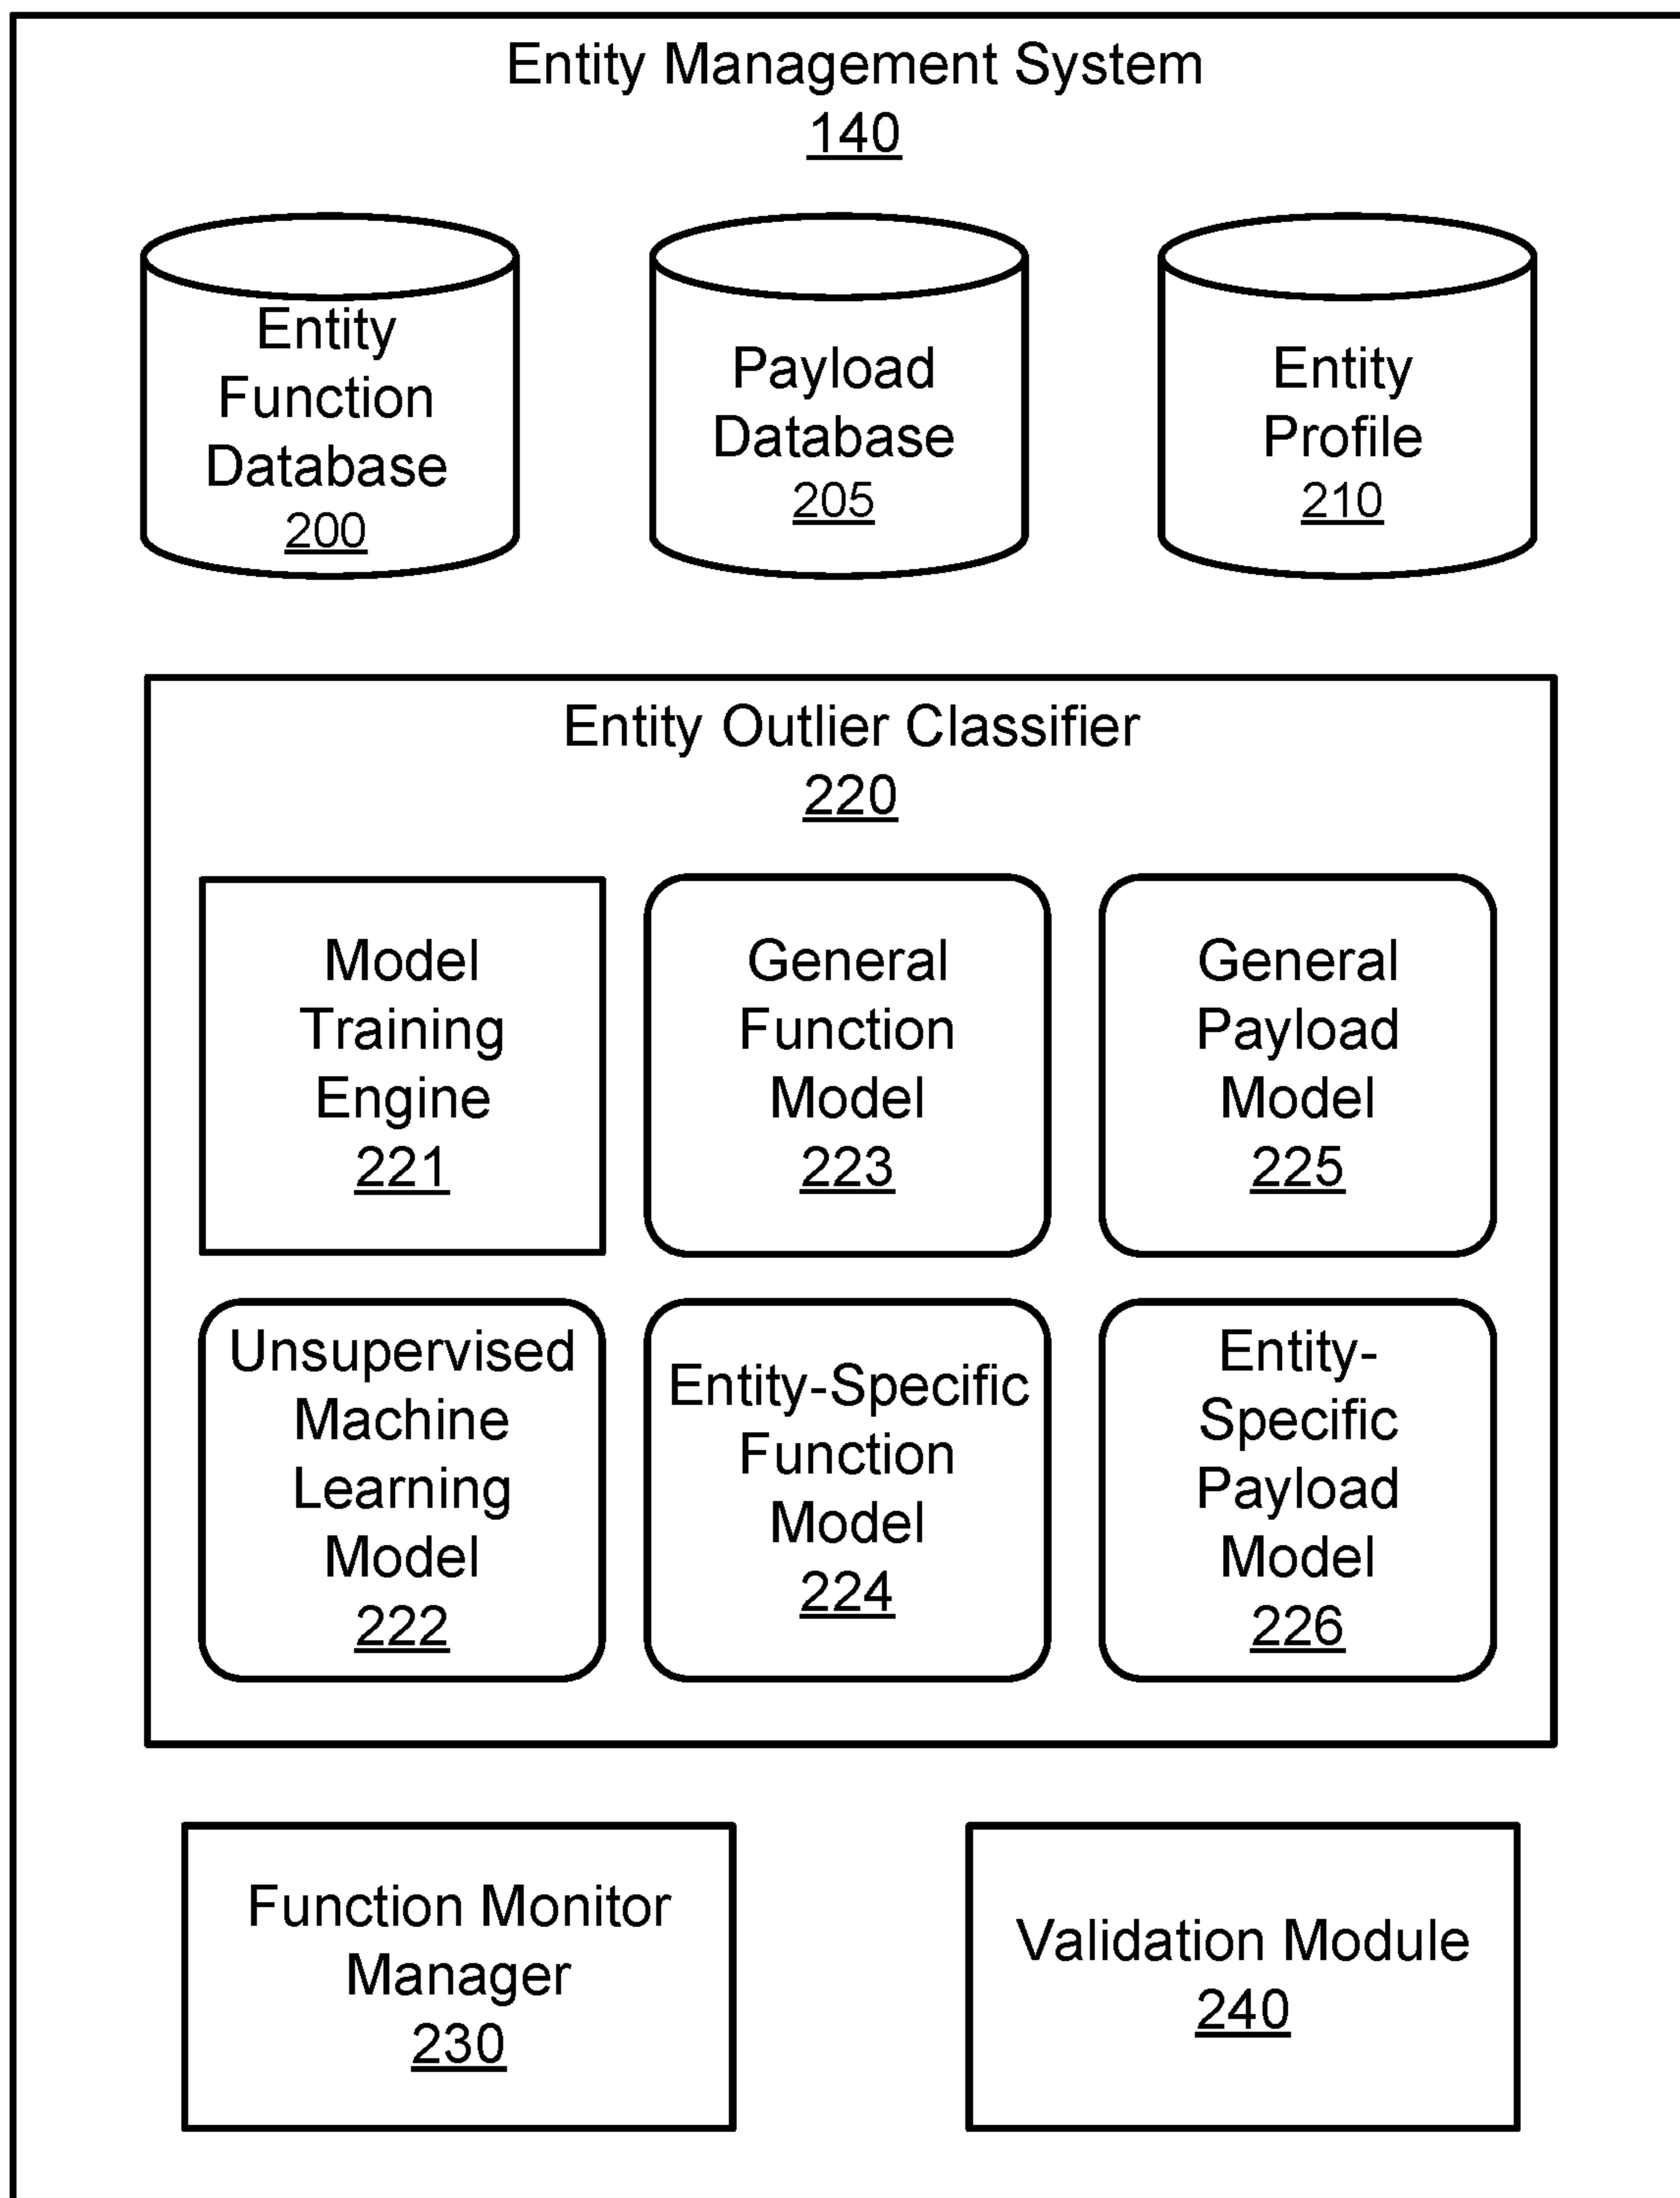 Entity Management System
140
Entity
Function
Database
200
Payload
Database
205
Entity
Profile
210
Entity Outlier Classifier
220
Model
Training
Engine
221
General
Function
Model
223
General
Payload
Model
225
Unsupervised
Machine
Learning
Model
222
Entity-Specific
Function
Model
224
Entity-
Specific
Payload
Model
226
Function Monitor
Manager
230
Validation Module
240